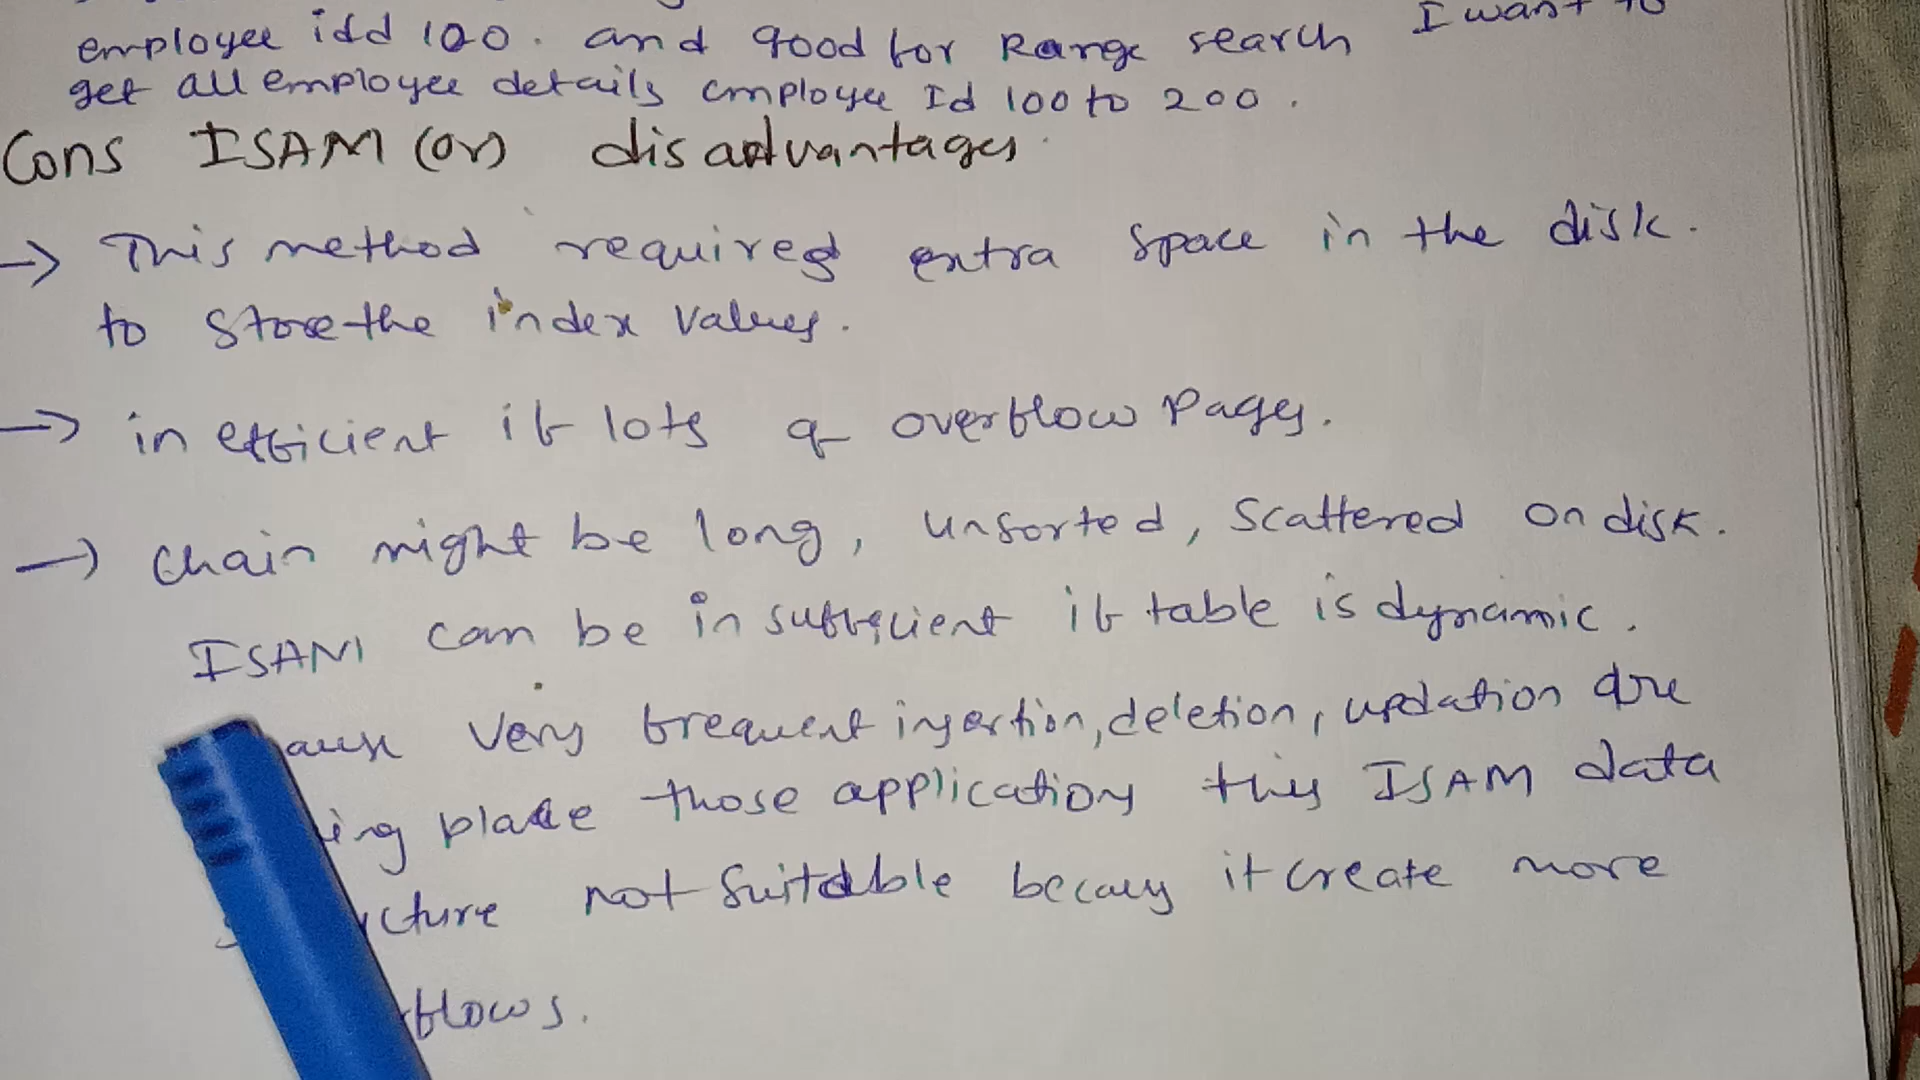 I want to
employee idd 100. and good for Range search
get all employee details employee Id 100 to 200.
Cons ISAM (or) disadvantages.
→ This method required extra space in the disk.
to store the index values.
→ in efficient if lots of overflow pages.
→ chain might be long, unsorted, scattered on disk.
ISAM can be in sufficient if table is dynamic.
very frequent insertion, deletion, updation are
place those applications this ISAM data
not suitable becaus it create more